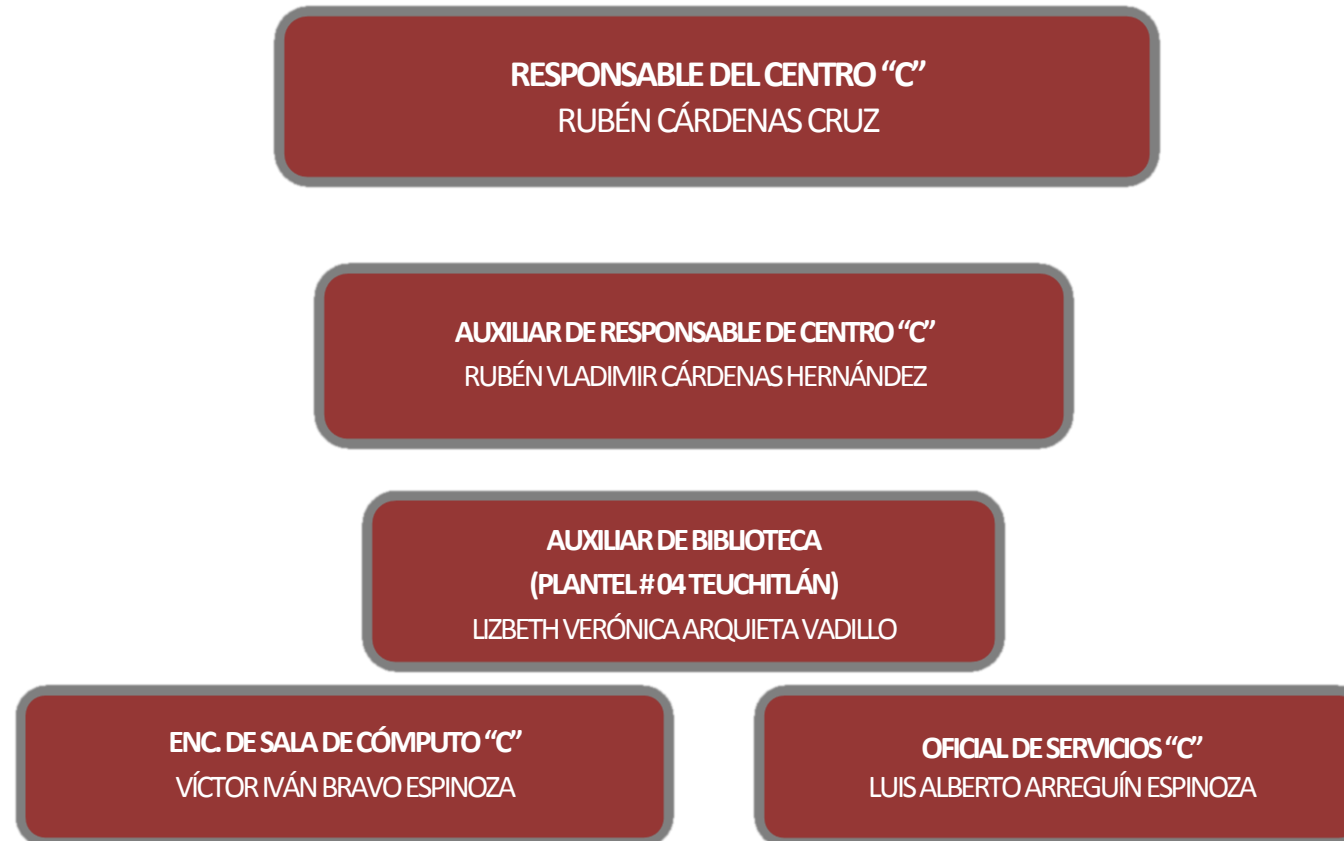 RESPONSABLE DEL CENTRO “C”
RUBÉN CÁRDENAS CRUZ
AUXILIAR DE RESPONSABLE DE CENTRO “C”
RUBÉN VLADIMIR CÁRDENAS HERNÁNDEZ
AUXILIAR DE BIBLIOTECA
(PLANTEL # 04 TEUCHITLÁN)
LIZBETH VERÓNICA ARQUIETA VADILLO
ENC. DE SALA DE CÓMPUTO “C”
VÍCTOR IVÁN BRAVO ESPINOZA
OFICIAL DE SERVICIOS “C”
LUIS ALBERTO ARREGUÍN ESPINOZA